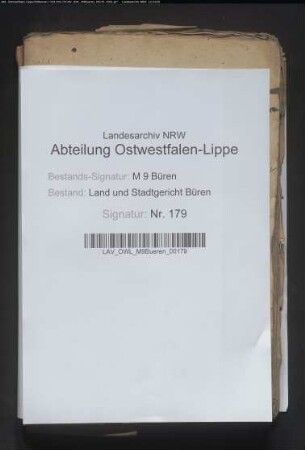 Landesarchiv NRW
Abteilung Ostwestfalen-Lippe
Bestands-Signatur: M 9 Büren
Bestand: Land und Stadtgericht Büren
Signatur: Nr. 179
LAV_OWL_M9Bueren_00179